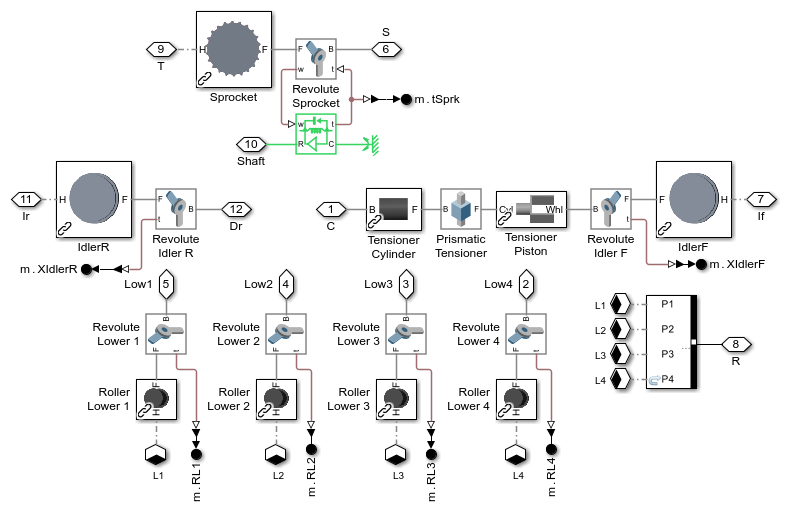 S
9
H
F
F
B
6
T
w
t
Sprocket
Revolute
Sprocket
m.tSprk
w
t
10
R
C
Shaft
11
H
F
F
B
12
1
B
F
F
Cyl
Whl
B
F
F
H
7
Ir
t
Dr
C
t
If
IdlerR
Revolute
Idler R
Tensioner
Cylinder
Prismatic
Tensioner
Tensioner
Piston
Revolute
Idler F
IdlerF
m.XIdlerR
m.XIdlerF
Low1
5
Low2
4
Low3
3
Low4
2
B
B
B
B
Revolute
Lower 1
Revolute
Lower 2
Revolute
Lower 3
Revolute
Lower 4
F
t
F
t
F
t
F
t
L1
P1
L2
P2
L3
P3
L4
P4
8
R
F
F
F
F
Roller
Lower 1
Roller
Lower 2
Roller
Lower 3
Roller
Lower 4
H
H
H
H
L1
m.RL1
L2
m.RL2
L3
m.RL3
L4
m.RL4